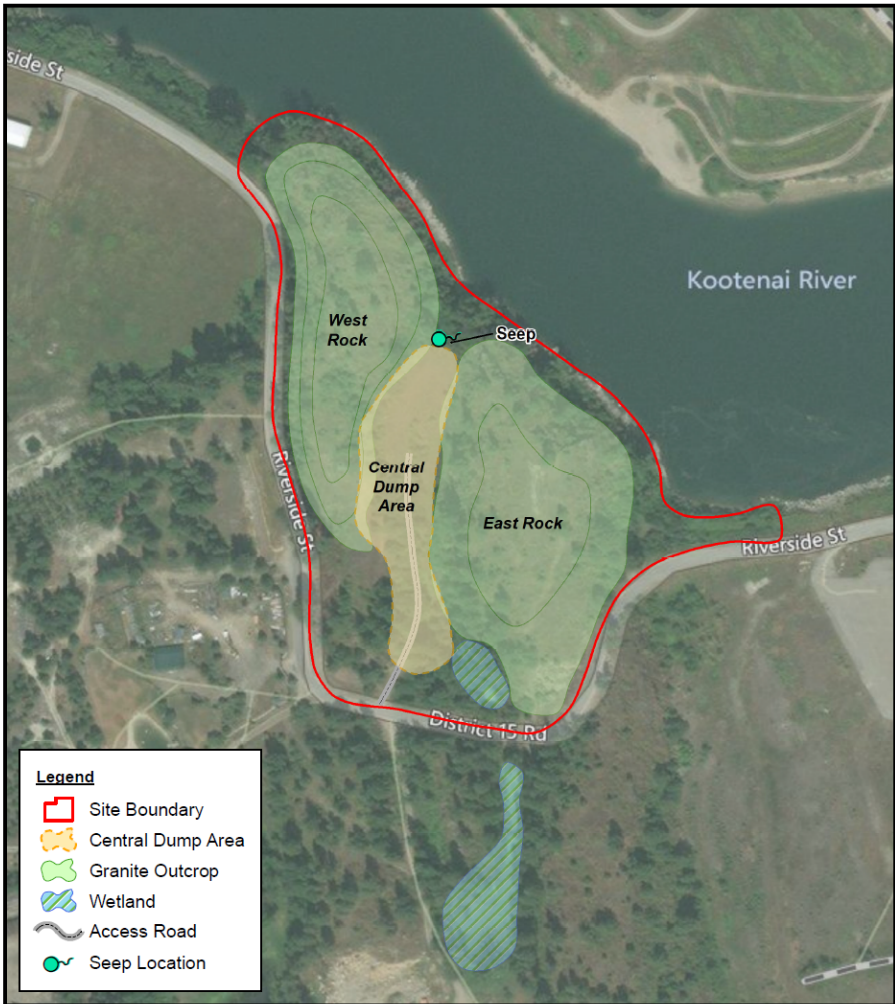 side St
Kootenai River
West
Rock
Seep
Central
Dump
Area
Riverside St
East Rock
Riverside St
District 15 Rd
Legend
Site Boundary
Central Dump Area
Granite Outcrop
Wetland
Access Road
Seep Location